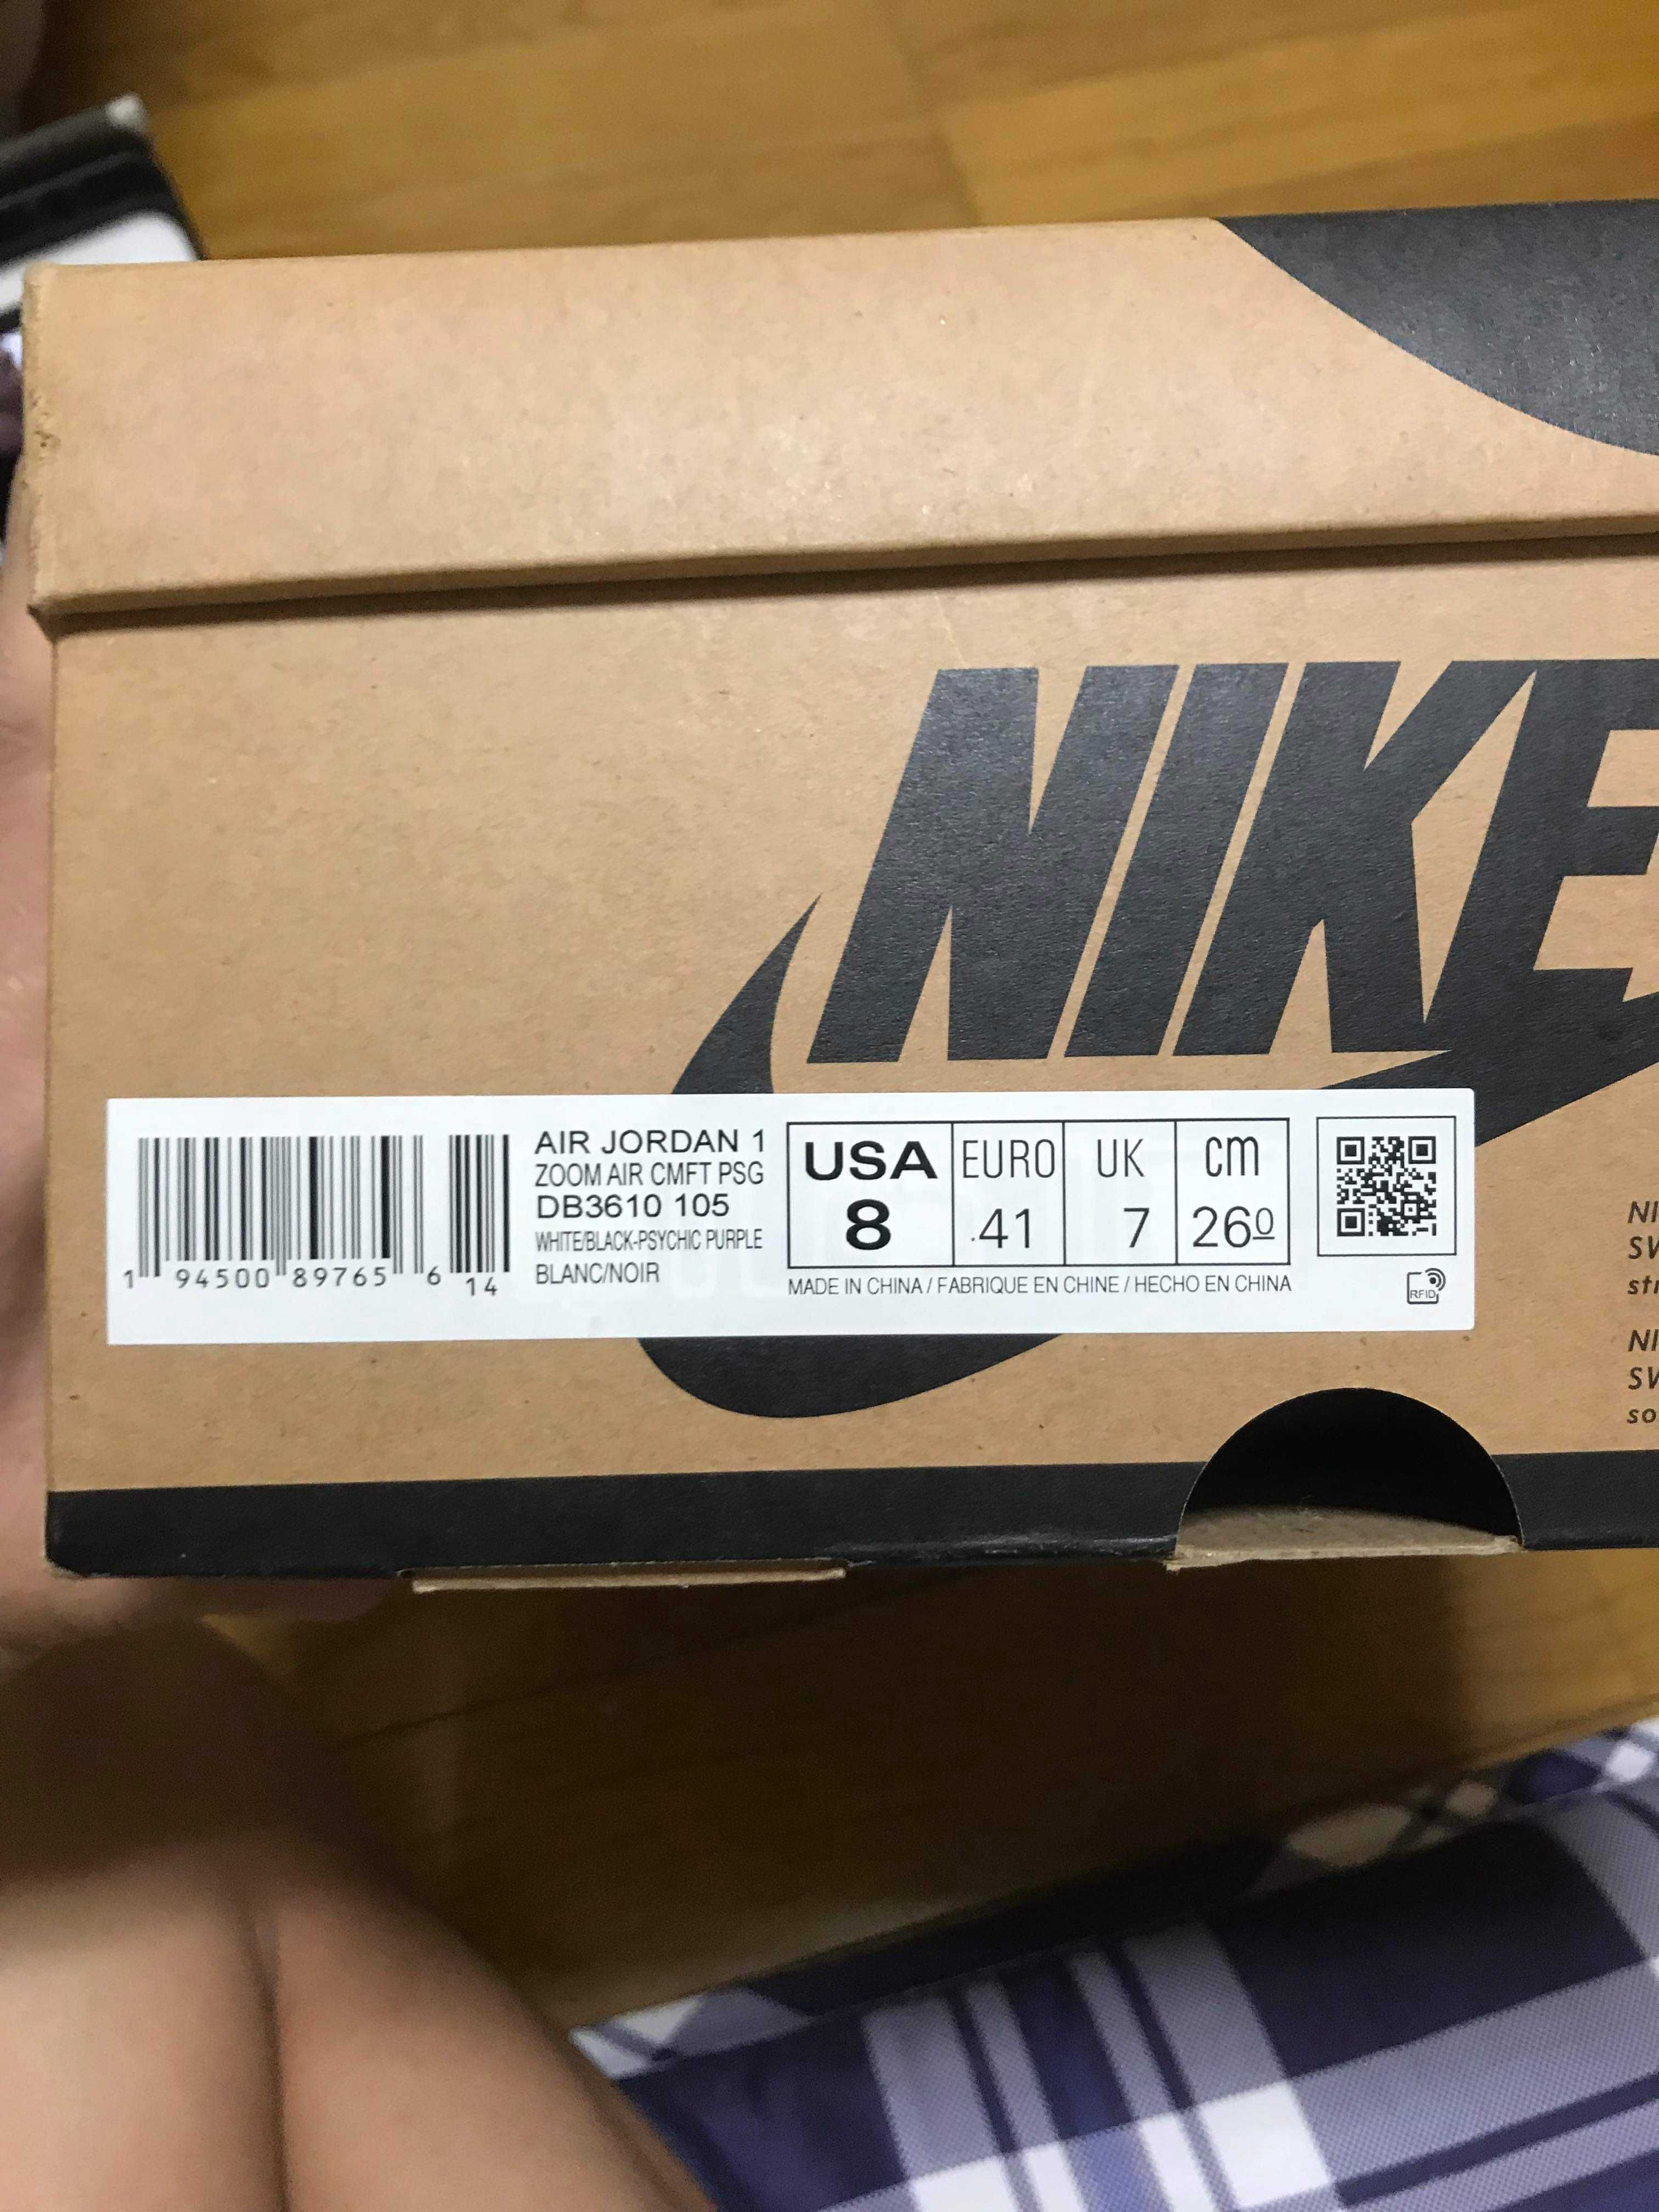 NIKE
AIR JORDAN 1
ZOOM AIR CMFT PSG
DB3610 105
WHITE/BLACK-PSYCHIC PURPLE
BLANC/NOIR
1 94500 89765 6 14
USA EURO UK cm
8 .41 7 260
MADE IN CHINA / FABRIQUE EN CHINE / HECHO EN CHINA
RFID